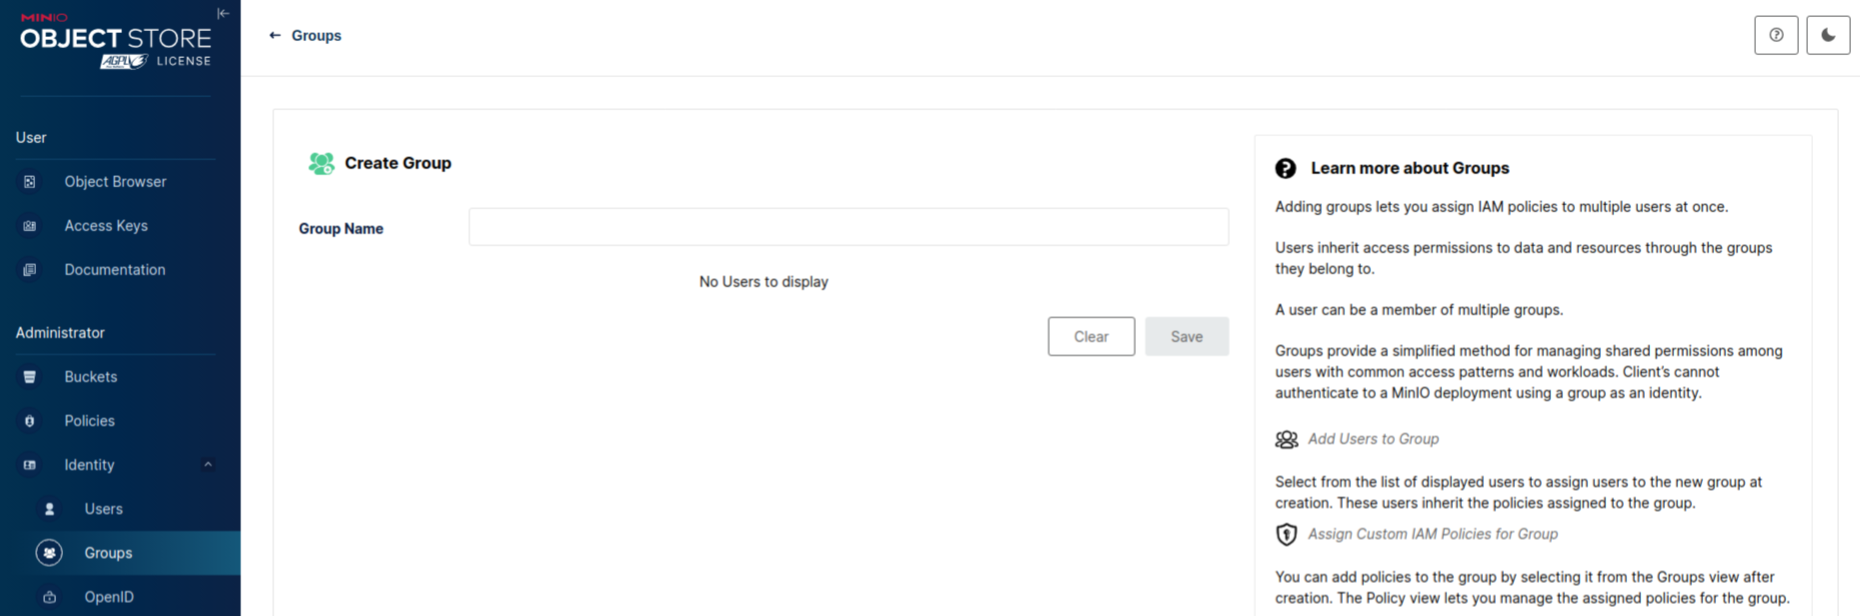 MINIO
OBJECT STORE
AGPLv3 LICENSE
User
Object Browser
Access Keys
Documentation
Administrator
Buckets
Policies
Identity
Users
Groups
OpenID
Groups
Create Group
Group Name
No Users to display
Clear
Save
Learn more about Groups
Adding groups lets you assign IAM policies to multiple users at once.
Users inherit access permissions to data and resources through the groups
they belong to.
A user can be a member of multiple groups.
Groups provide a simplified method for managing shared permissions among
users with common access patterns and workloads. Client’s cannot
authenticate to a MinIO deployment using a group as an identity.
Add Users to Group
Select from the list of displayed users to assign users to the new group at
creation. These users inherit the policies assigned to the group.
Assign Custom IAM Policies for Group
You can add policies to the group by selecting it from the Groups view after
creation. The Policy view lets you manage the assigned policies for the group.